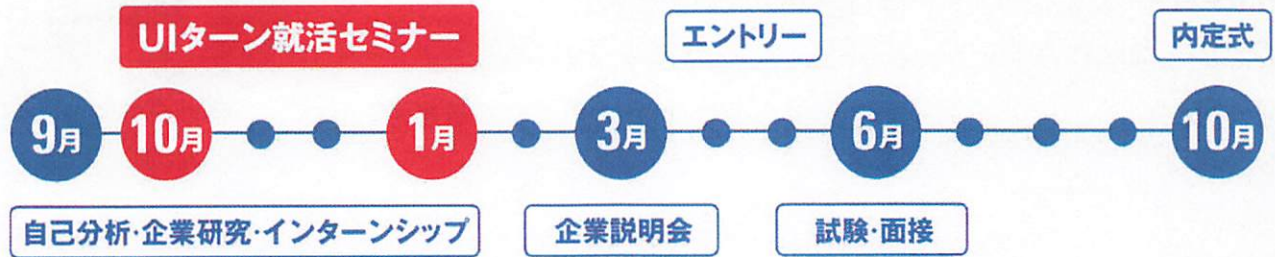 UIターン就活セミナー
エントリー
内定式
9月
10月
1月
3月
6月
10月
自己分析・企業研究・インターンシップ
企業説明会
試験・面接